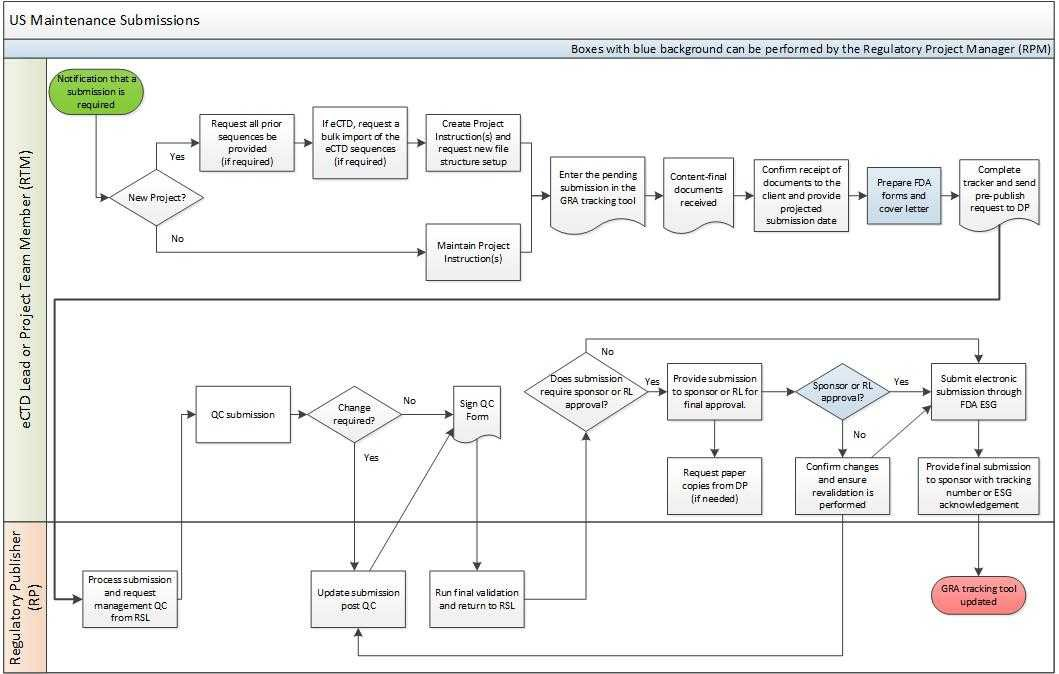 US Maintenance Submissions
Boxes with blue background can be performed by the Regulatory Project Manager (RPM)
eCTD Lead or Project Team Member (RTM)
Notification that a
submission is
required
New Project?
Yes
No
Request all prior
sequences be
provided
(if required)
If eCTD, request a
bulk import of the
eCTD sequences
(if required)
Create Project
Instruction(s) and
request new file
structure setup
Maintain Project
Instruction(s)
Enter the pending
submission in the
GRA tracking tool
Content-final
documents
received
Confirm receipt of
documents to the
client and provide
projected
submission date
Prepare FDA
forms and
cover letter
Complete
tracker and send
pre-publish
request to DP
QC submission
Change
required?
No
Yes
Sign QC
Form
Does submission
require sponsor or RL
approval?
No
Yes
Provide submission
to sponsor or RL for
final approval.
Request paper
copies from DP
(if needed)
Sponsor or RL
approval?
Yes
No
Confirm changes
and ensure
revalidation is
performed
Submit electronic
submission through
FDA ESG
Provide final submission
to sponsor with tracking
number or ESG
acknowledgement
Regulatory Publisher
(RP)
Process submission
and request
management QC
from RSL
Update submission
post QC
Run final validation
and return to RSL
GRA tracking tool
updated